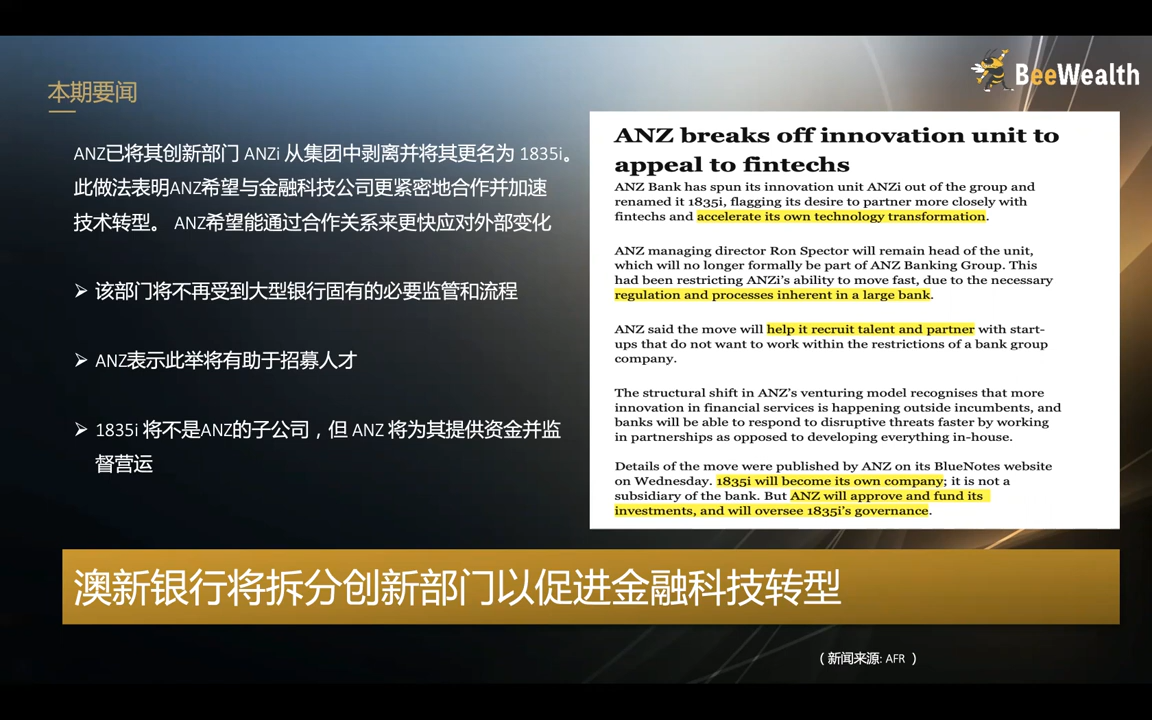 本期要闻
BeeWealth
ANZ已将其创新部门 ANZi 从集团中剥离并将其更名为 1835i。
此做法表明ANZ希望与金融科技公司更紧密地合作并加速
技术转型。 ANZ希望能通过合作关系来更快应对外部变化
➢ 该部门将不再受到大型银行固有的必要监管和流程
➢ ANZ表示此举将有助于招募人才
➢ 1835i 将不是ANZ的子公司，但 ANZ 将为其提供资金并监
督营运
ANZ breaks off innovation unit to
appeal to fintechs
ANZ Bank has spun its innovation unit ANZi out of the group and
renamed it 1835i, flagging its desire to partner more closely with
fintechs and accelerate its own technology transformation.
ANZ managing director Ron Spector will remain head of the unit,
which will no longer formally be part of ANZ Banking Group. This
had been restricting ANZi's ability to move fast, due to the necessary
regulation and processes inherent in a large bank.
ANZ said the move will help it recruit talent and partner with start-
ups that do not want to work within the restrictions of a bank group
company.
The structural shift in ANZ's venturing model recognises that more
innovation in financial services is happening outside incumbents, and
banks will be able to respond to disruptive threats faster by working
in partnerships as opposed to developing everything in-house.
Details of the move were published by ANZ on its BlueNotes website
on Wednesday. 1835i will become its own company; it is not a
subsidiary of the bank. But ANZ will approve and fund its
investments, and will oversee 1835i's governance.
澳新银行将拆分创新部门以促进金融科技转型
（ 新闻来源: AFR ）